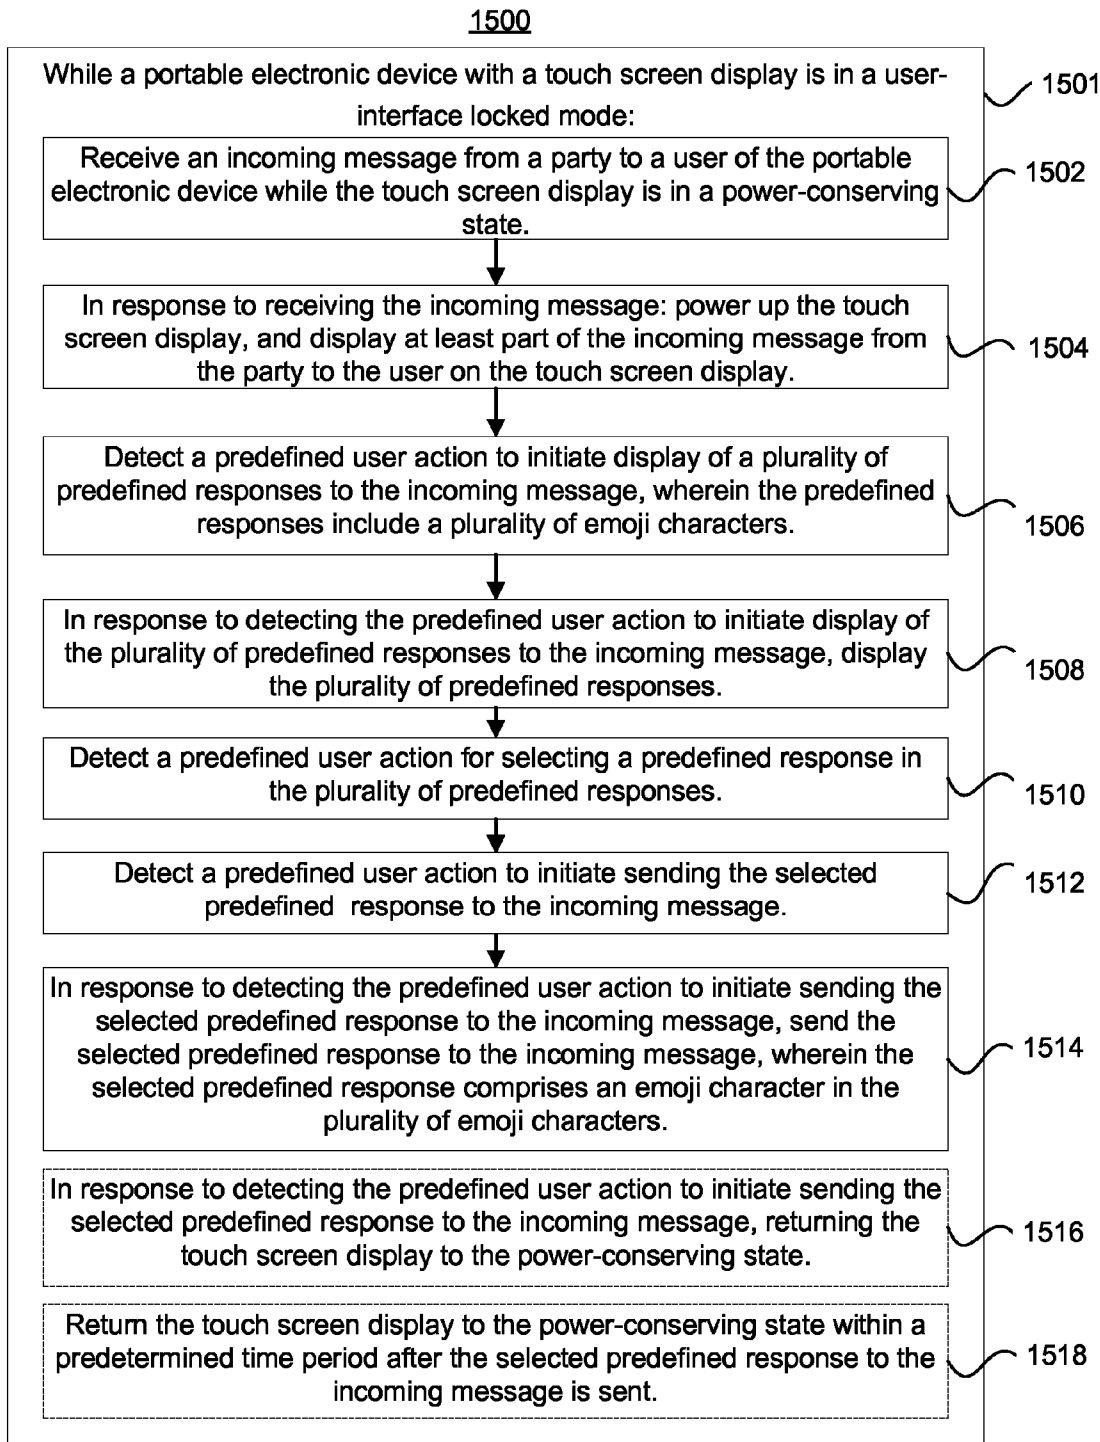 1500
While a portable electronic device with a touch screen display is in a user-
interface locked mode:
1501
Receive an incoming message from a party to a user of the portable
electronic device while the touch screen display is in a power-conserving
state.
1502
In response to receiving the incoming message: power up the touch
screen display, and display at least part of the incoming message from
the party to the user on the touch screen display.
1504
Detect a predefined user action to initiate display of a plurality of
predefined responses to the incoming message, wherein the predefined
responses include a plurality of emoji characters.
1506
In response to detecting the predefined user action to initiate display of
the plurality of predefined responses to the incoming message, display
the plurality of predefined responses.
1508
Detect a predefined user action for selecting a predefined response in
the plurality of predefined responses.
1510
Detect a predefined user action to initiate sending the selected
predefined response to the incoming message.
1512
In response to detecting the predefined user action to initiate sending the
selected predefined response to the incoming message, send the
selected predefined response to the incoming message, wherein the
selected predefined response comprises an emoji character in the
plurality of emoji characters.
1514
In response to detecting the predefined user action to initiate sending the
selected predefined response to the incoming message, returning the
touch screen display to the power-conserving state.
1516
Return the touch screen display to the power-conserving state within a
predetermined time period after the selected predefined response to the
incoming message is sent.
1518